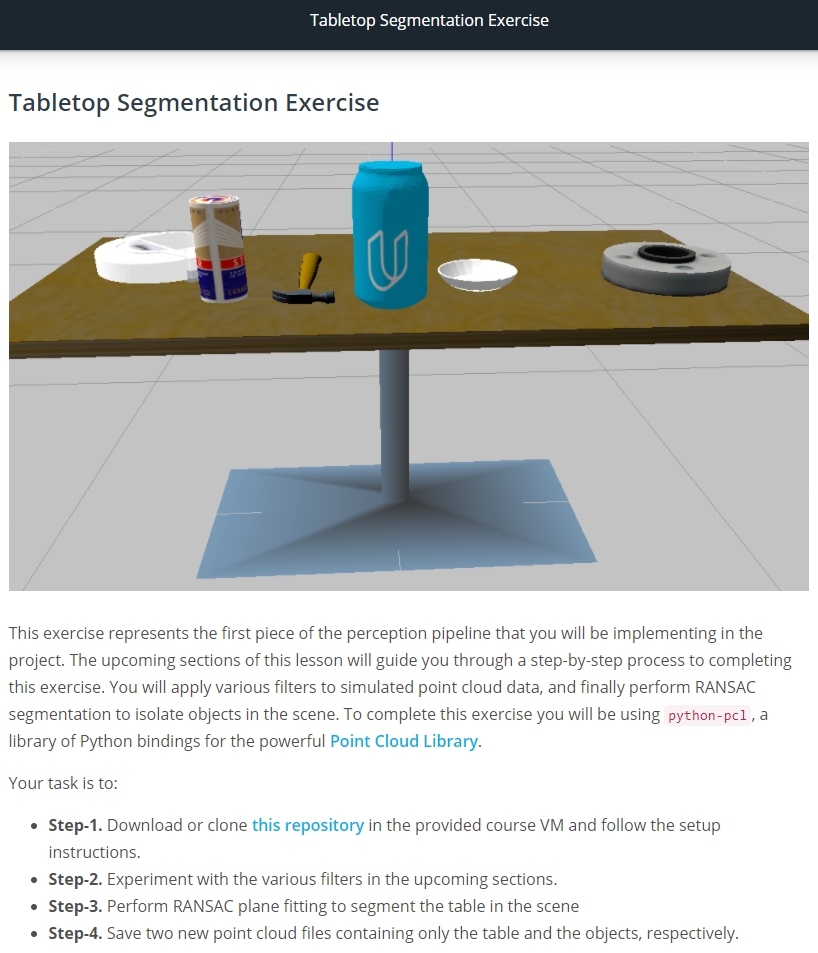 Tabletop Segmentation Exercise
Tabletop Segmentation Exercise
This exercise represents the first piece of the perception pipeline that you will be implementing in the
project. The upcoming sections of this lesson will guide you through a step-by-step process to completing
this exercise. You will apply various filters to simulated point cloud data, and finally perform RANSAC
segmentation to isolate objects in the scene. To complete this exercise you will be using python-pcl, a
library of Python bindings for the powerful Point Cloud Library.
Your task is to:
• Step-1. Download or clone this repository in the provided course VM and follow the setup
instructions.
• Step-2. Experiment with the various filters in the upcoming sections.
• Step-3. Perform RANSAC plane fitting to segment the table in the scene
• Step-4. Save two new point cloud files containing only the table and the objects, respectively.